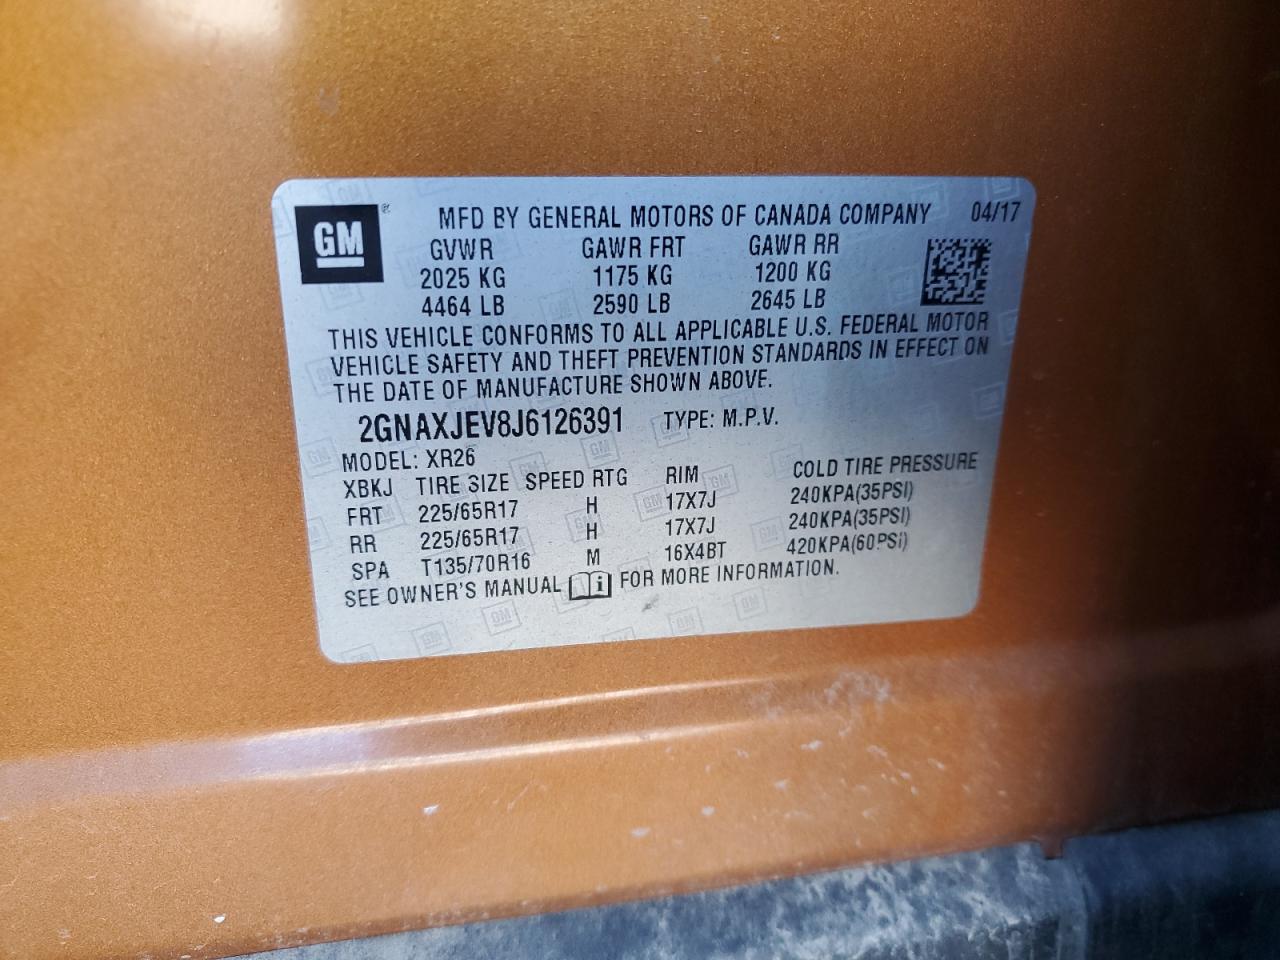 GM ® MFD BY GENERAL MOTORS OF CANADA COMPANY 04/17
GVWR GAWR FRT GAWR RR
2025 KG 1175 KG 1200 KG
4464 LB 2590 LB 2645 LB
THIS VEHICLE CONFORMS TO ALL APPLICABLE U.S. FEDERAL MOTOR
VEHICLE SAFETY AND THEFT PREVENTION STANDARDS IN EFFECT ON
THE DATE OF MANUFACTURE SHOWN ABOVE.
2GNAXJEV8J6126391 TYPE: M.P.V.
MODEL: XR26
XBKJ TIRE SIZE SPEED RTG RIM COLD TIRE PRESSURE
FRT 225/65R17 H 17X7J 240KPA(35PSI)
RR 225/65R17 H 17X7J 240KPA(35PSI)
SPA T135/70R16 M 16X4BT 420KPA(60PSI)
SEE OWNER'S MANUAL i FOR MORE INFORMATION.